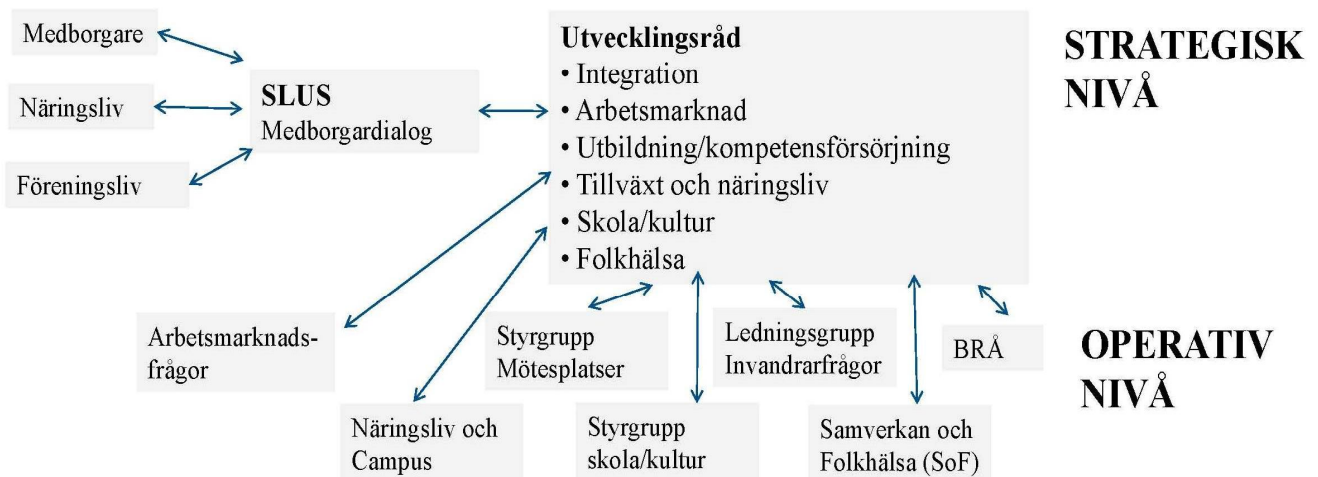 Medborgare
Näringsliv
Föreningsliv
SLUS
Medborgardialog
Utvecklingsråd
• Integration
• Arbetsmarknad
• Utbildning/kompetensförsörjning
• Tillväxt och näringsliv
• Skola/kultur
• Folkhälsa
STRATEGISK
NIVÅ
Arbetsmarknads-
frågor
Näringsliv och
Campus
Styrgrupp
Mötesplatser
Styrgrupp
skola/kultur
Ledningsgrupp
Invandrarfrågor
Samverkan och
Folkhälsa (SoF)
BRÅ
OPERATIV
NIVÅ